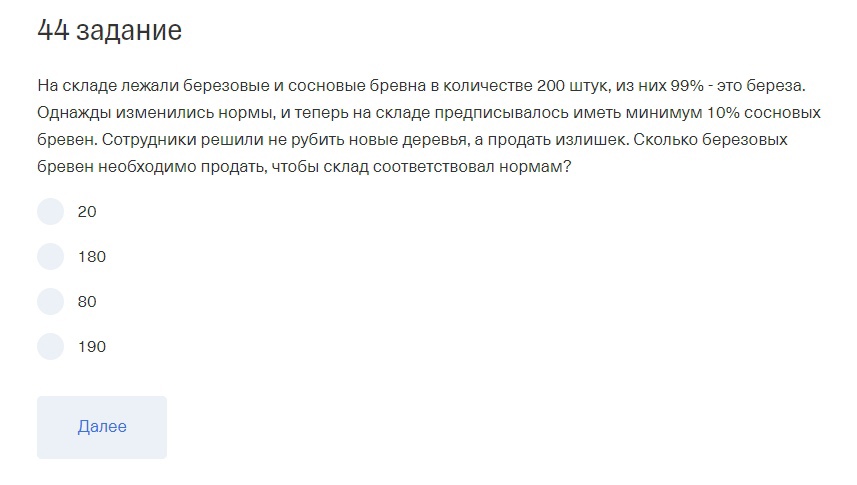 44 задание
На складе лежали березовые и сосновые бревна в количестве 200 штук, из них 99% - это береза.
Однажды изменились нормы, и теперь на складе предписывалось иметь минимум 10% сосновых
бревен. Сотрудники решили не рубить новые деревья, а продать излишек. Сколько березовых
бревен необходимо продать, чтобы склад соответствовал нормам?
20
180
80
190
Далее